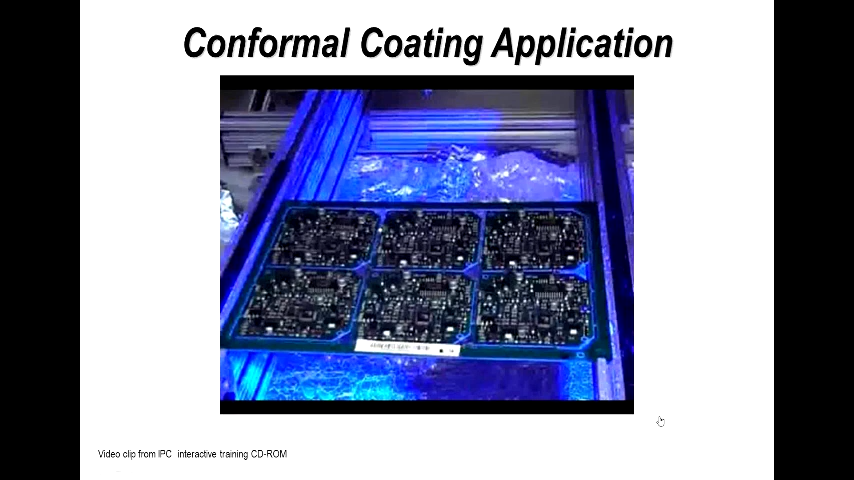 Conformal Coating Application
Video clip from IPC interactive training CD-ROM